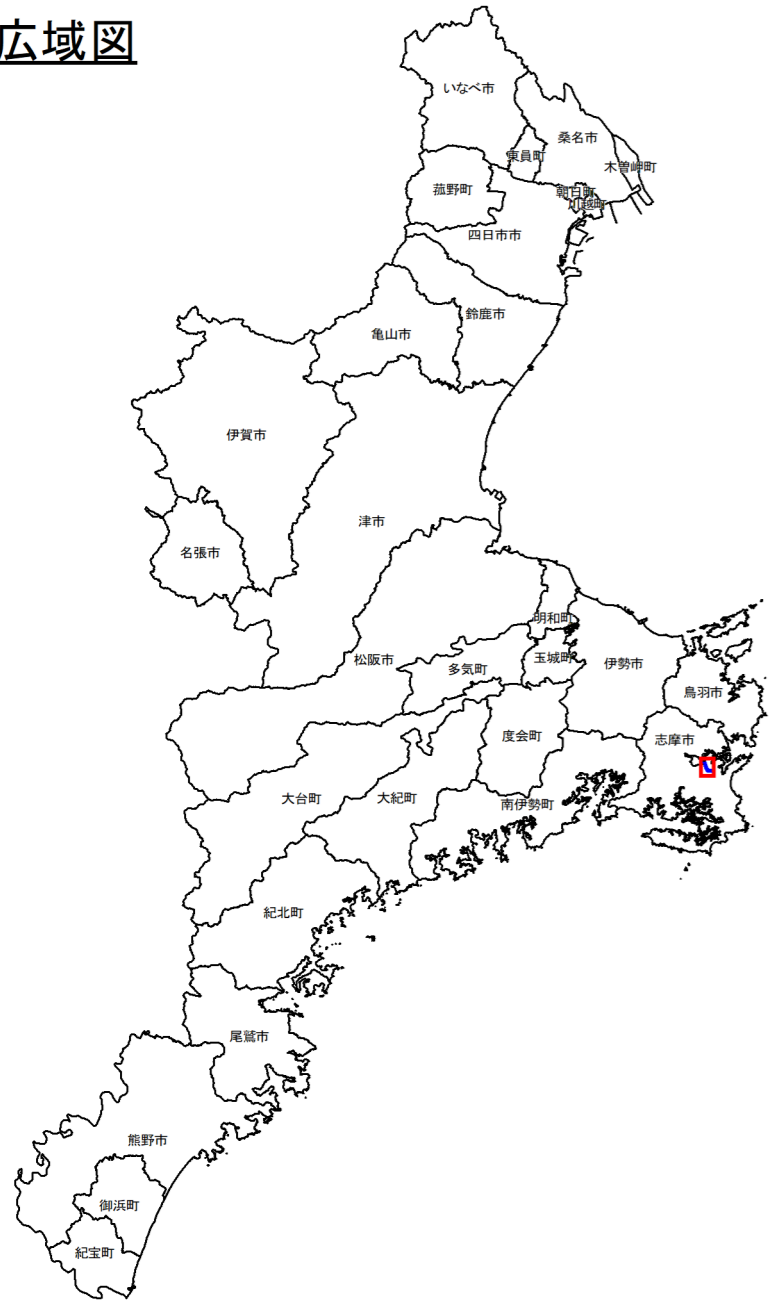 広域図
いなべ市
桑名市
東員町
木曽岬町
菰野町
朝日町
川越町
四日市市
鈴鹿市
亀山市
伊賀市
津市
名張市
明和町
松阪市
多気町
玉城町
伊勢市
鳥羽市
度会町
志摩市
大台町
大紀町
南伊勢町
紀北町
尾鷲市
熊野市
御浜町
紀宝町